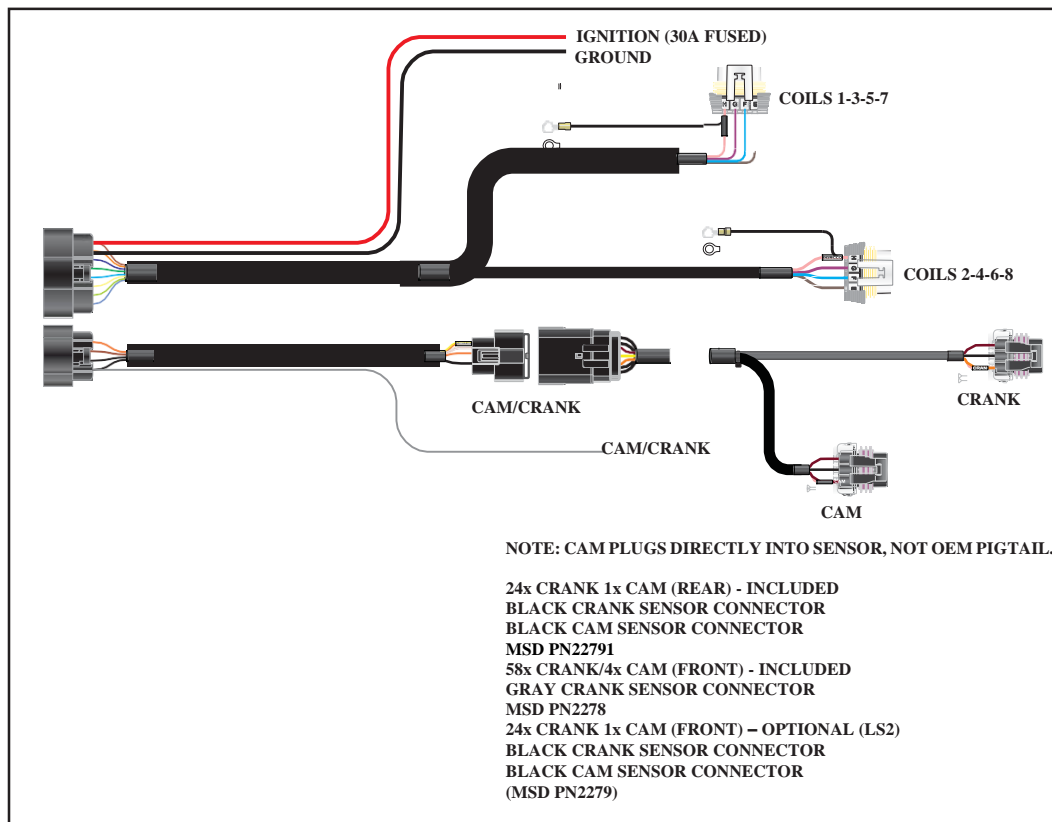 IGNITION (30A FUSED)
GROUND
COILS 1-3-5-7
H G F E
COILS 2-4-6-8
H
G
F
E
CAM/CRANK
CAM/CRANK
CRAN
CRANK
CAM
NOTE: CAM PLUGS DIRECTLY INTO SENSOR, NOT OEM PIGTAIL.
24x CRANK 1x CAM (REAR) - INCLUDED
BLACK CRANK SENSOR CONNECTOR
BLACK CAM SENSOR CONNECTOR
MSD PN22791
58x CRANK/4x CAM (FRONT) - INCLUDED
GRAY CRANK SENSOR CONNECTOR
MSD PN2278
24x CRANK 1x CAM (FRONT) – OPTIONAL (LS2)
BLACK CRANK SENSOR CONNECTOR
BLACK CAM SENSOR CONNECTOR
(MSD PN2279)